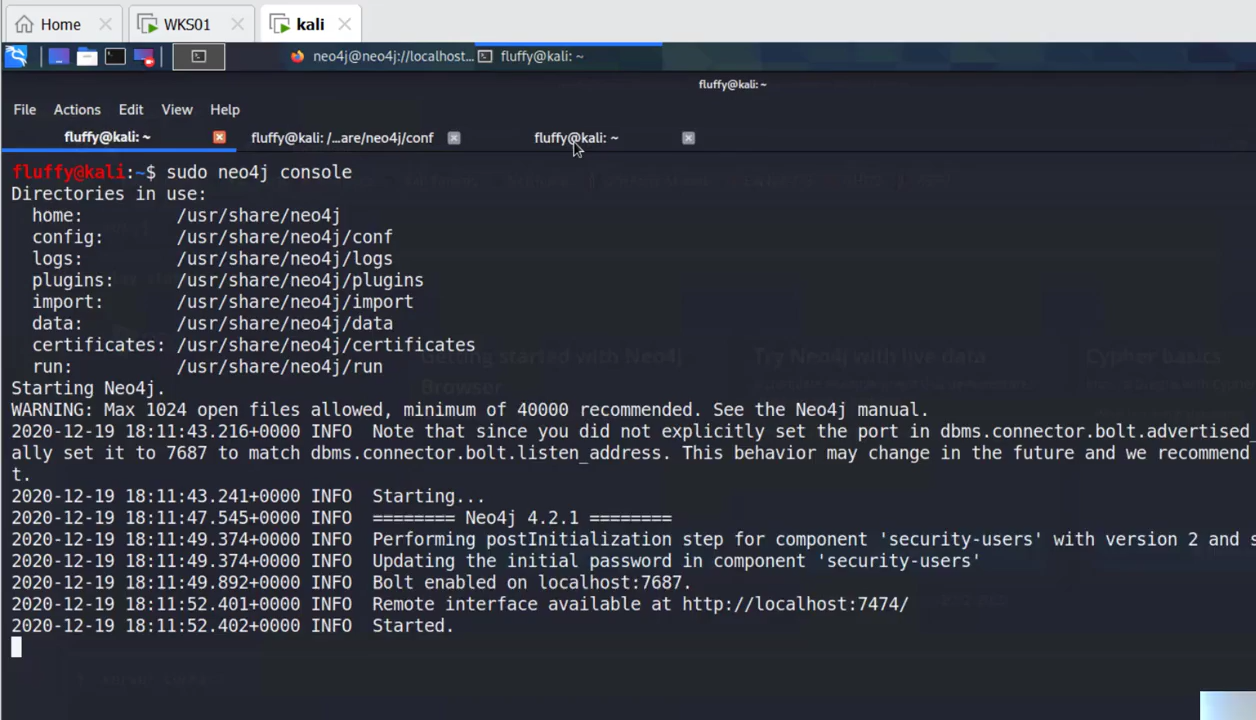 Home
WKS01
kali
neo4j@neo4j://localhost...
fluffy@kali: ~
fluffy@kali: ~
File Actions Edit View Help
fluffy@kali: ~
fluffy@kali: /...are/neo4j/conf
fluffy@kali: ~
fluffy@kali:~$ sudo neo4j console
Directories in use:
home: /usr/share/neo4j
config: /usr/share/neo4j/conf
logs: /usr/share/neo4j/logs
plugins: /usr/share/neo4j/plugins
import: /usr/share/neo4j/import
data: /usr/share/neo4j/data
certificates: /usr/share/neo4j/certificates
run: /usr/share/neo4j/run
Getting started with Neo4j
Browser
Try Neo4j with live data
Cypher basics
Starting Neo4j.
WARNING: Max 1024 open files allowed, minimum of 40000 recommended. See the Neo4j manual.
2020-12-19 18:11:43.216+0000 INFO Note that since you did not explicitly set the port in dbms.connector.bolt.advertised_
ally set it to 7687 to match dbms.connector.bolt.listen_address. This behavior may change in the future and we recommend
t.
2020-12-19 18:11:43.241+0000 INFO Starting...
2020-12-19 18:11:47.545+0000 INFO ======== Neo4j 4.2.1 ========
2020-12-19 18:11:49.374+0000 INFO Performing postInitialization step for component 'security-users' with version 2 and s
2020-12-19 18:11:49.374+0000 INFO Updating the initial password in component 'security-users'
2020-12-19 18:11:49.892+0000 INFO Bolt enabled on localhost:7687.
2020-12-19 18:11:52.401+0000 INFO Remote interface available at http://localhost:7474/
2020-12-19 18:11:52.402+0000 INFO Started.